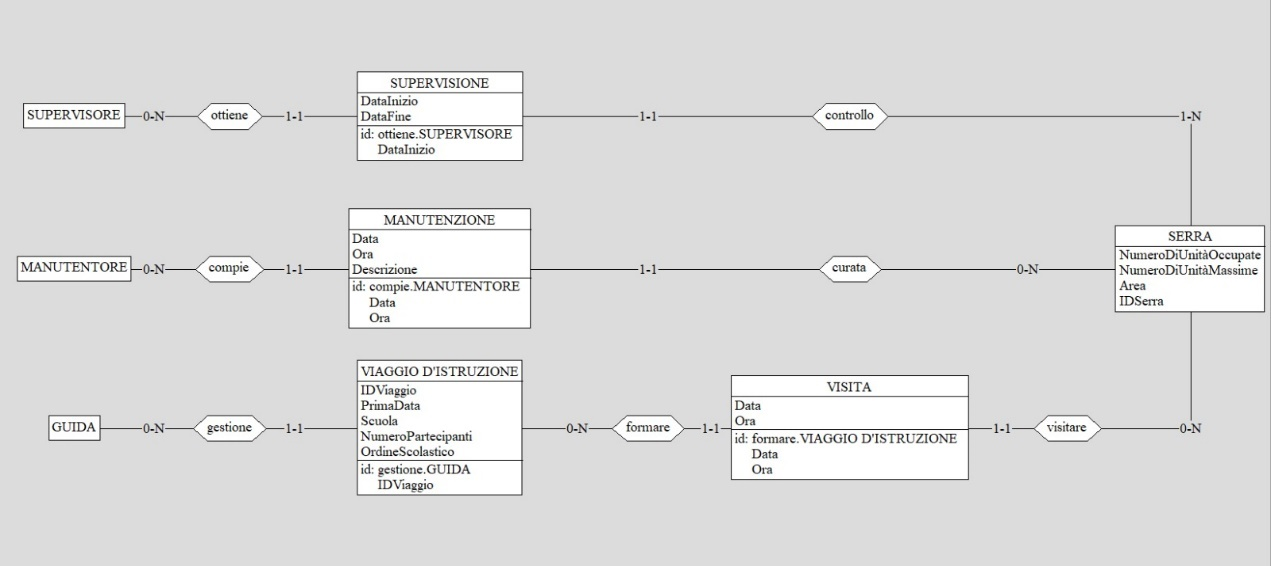 SUPERVISORE
0-N
ottiene
1-1
SUPERVISIONE
DataInizio
DataFine
id: ottiene.SUPERVISORE
DataInizio
1-1
controllo
1-N
MANUTENTORE
0-N
compie
1-1
MANUTENZIONE
Data
Ora
Descrizione
id: compie.MANUTENTORE
Data
Ora
1-1
curata
0-N
SERRA
NumeroDiUnitàOccupate
NumeroDiUnitàMassime
Area
IDSerra
GUIDA
0-N
gestione
1-1
VIAGGIO D'ISTRUZIONE
IDViaggio
PrimaData
Scuola
NumeroPartecipanti
OrdineScolastico
id: gestione.GUIDA
IDViaggio
0-N
formare
1-1
VISITA
Data
Ora
id: formare.VIAGGIO D'ISTRUZIONE
Data
Ora
1-1
visitare
0-N